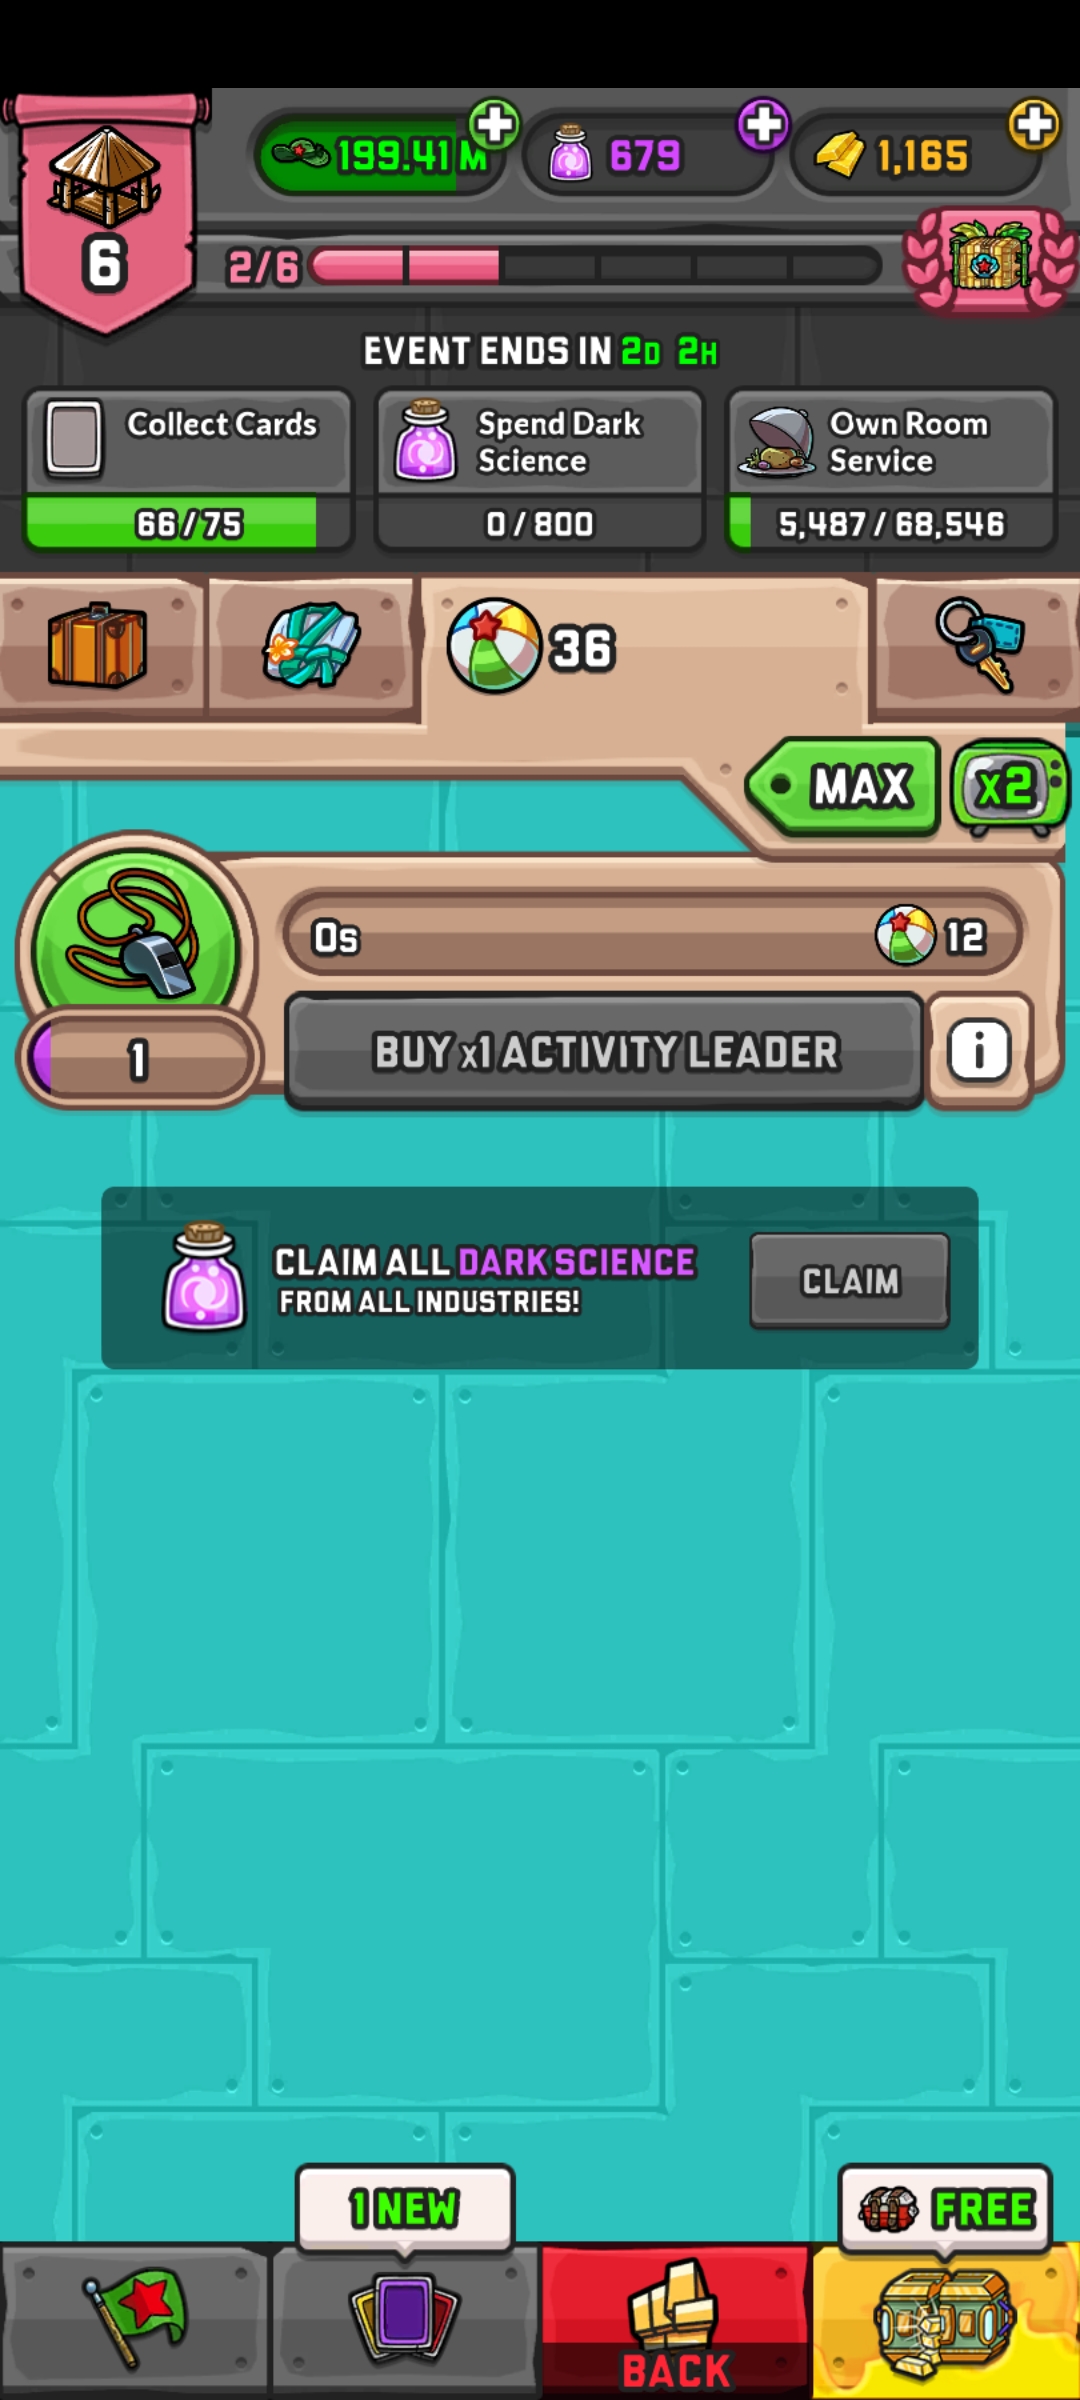 199.41M
679
1,165
6
2/6
EVENT ENDS IN 2D 2H
Collect Cards
66/75
Spend Dark
Science
0/800
Own Room
Service
5,487/68,546
36
MAX
x2
0s
12
1
BUY x1 ACTIVITY LEADER
i
CLAIM ALL DARK SCIENCE
FROM ALL INDUSTRIES!
CLAIM
1 NEW
FREE
BACK